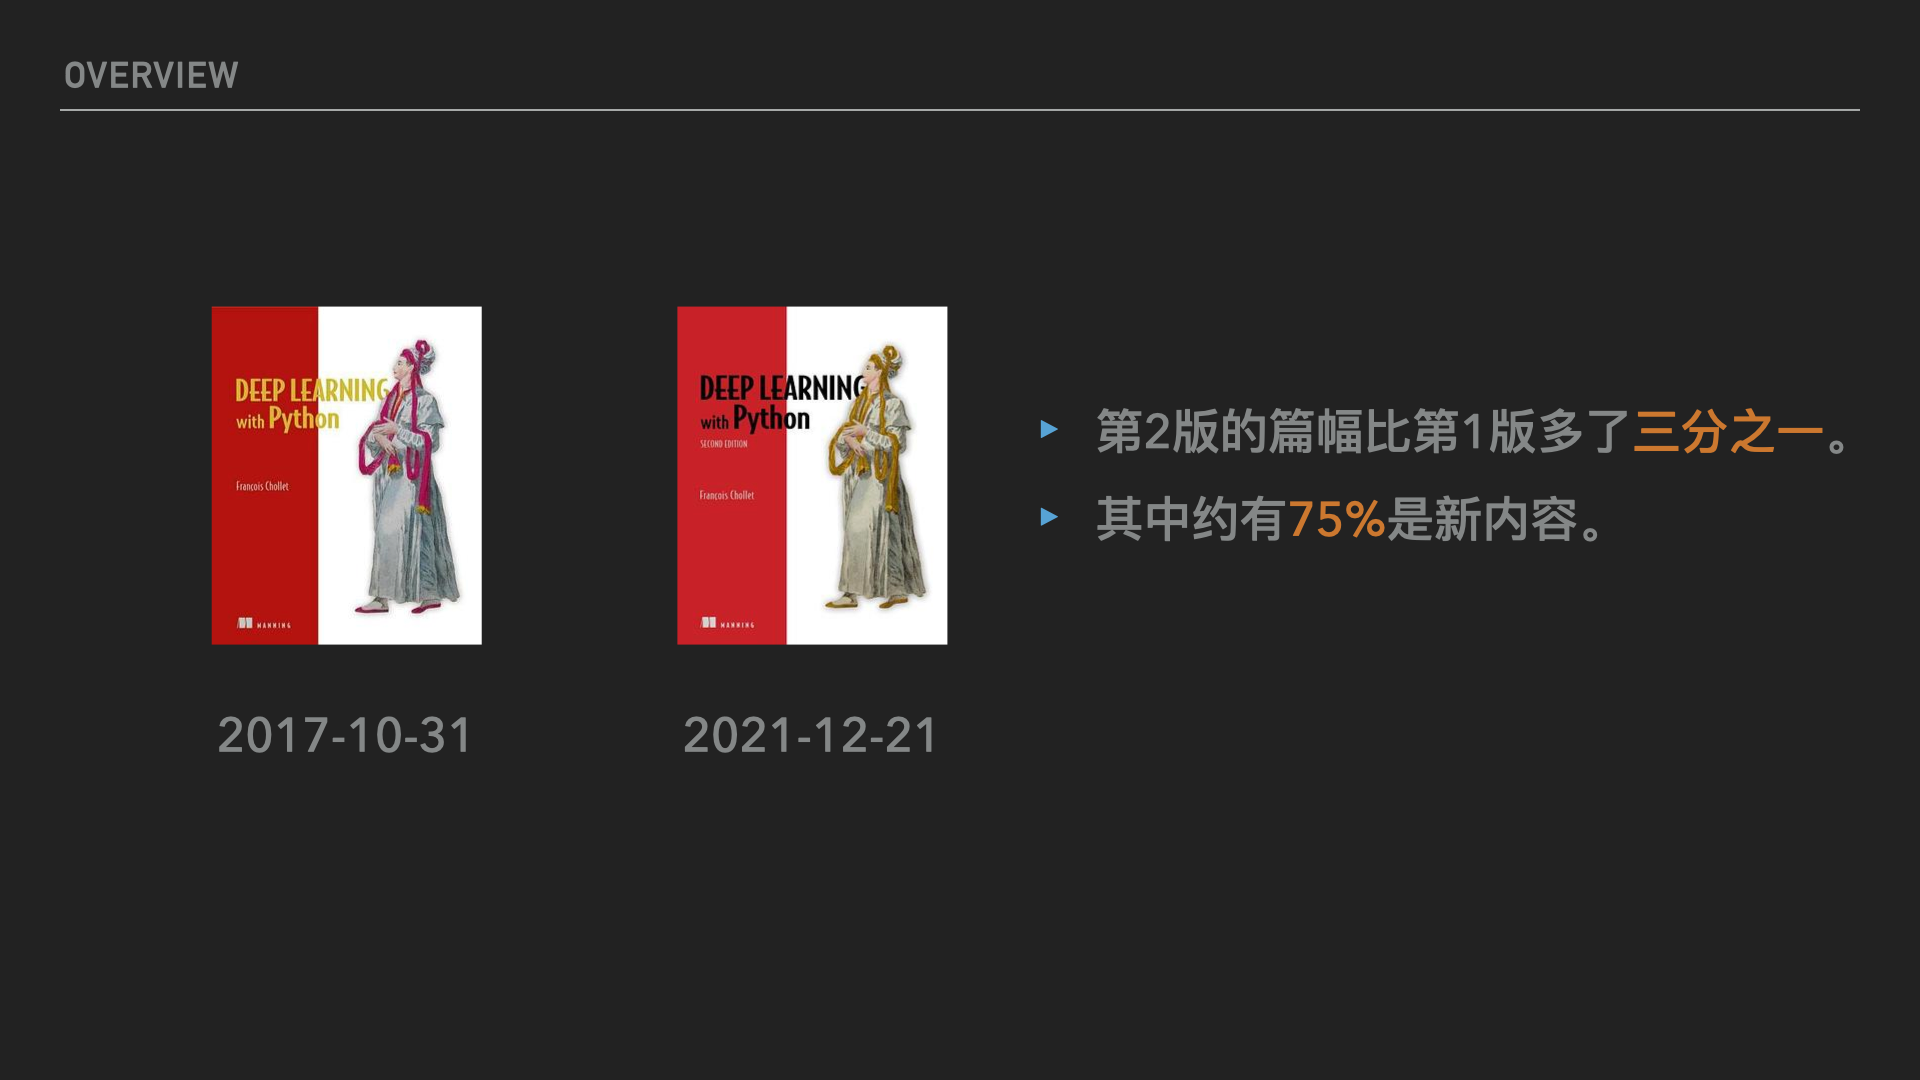 OVERVIEW
DEEP LEARNING
with Python
François Chollet
MANNING
2017-10-31
DEEP LEARNING
with Python
SECOND EDITION
François Chollet
MANNING
2021-12-21
第2版的篇幅比第1版多了三分之一。
其中约有75%是新内容。